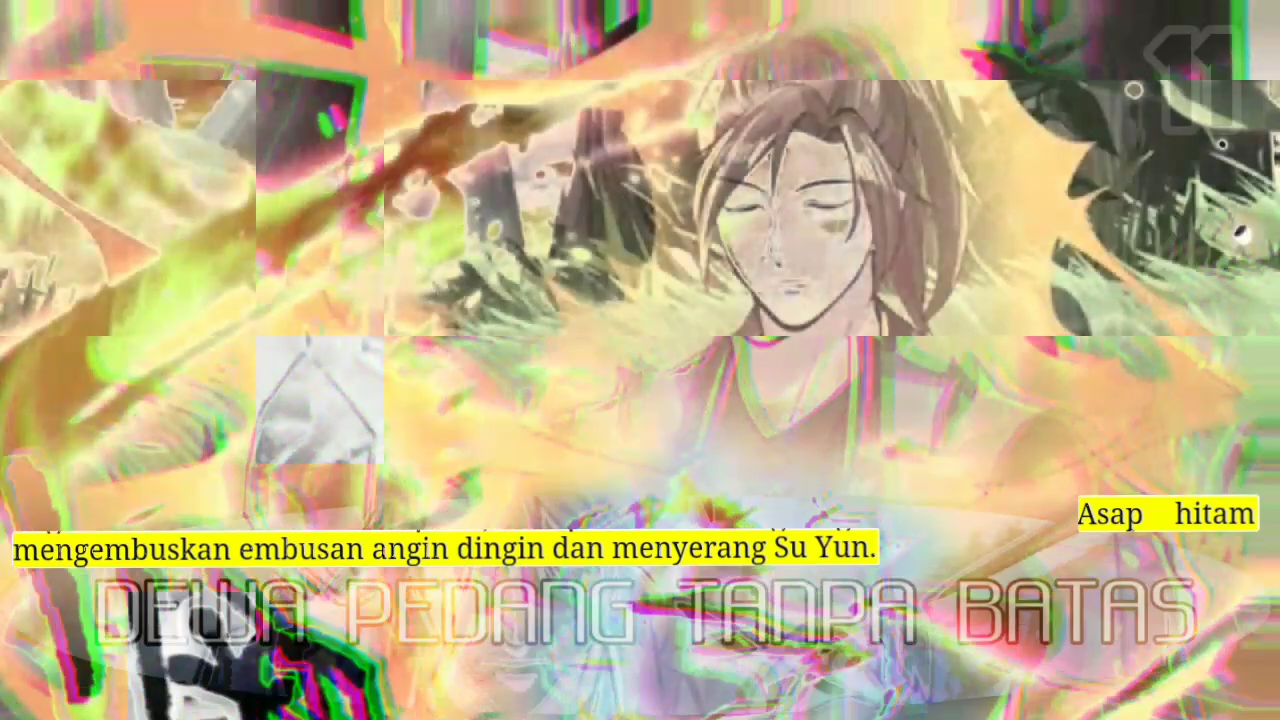 Asap hitam
mengembuskan embusan angin dingin dan menyerang Su Yun.
DEWA PEDANG TANPA BATAS